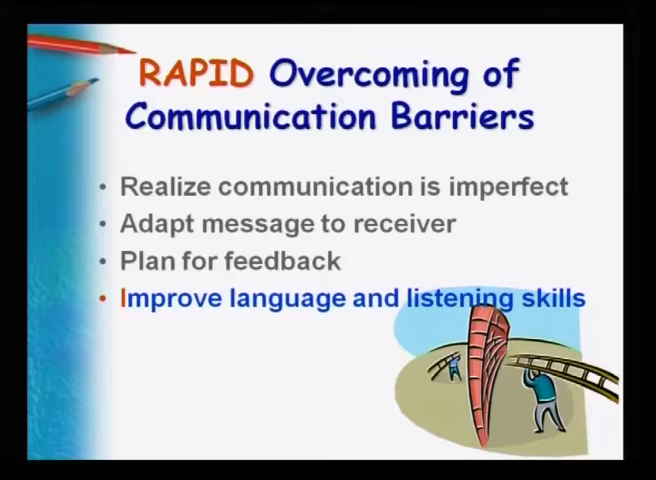 RAPID Overcoming of
Communication Barriers
• Realize communication is imperfect
• Adapt message to receiver
• Plan for feedback
• Improve language and listening skills